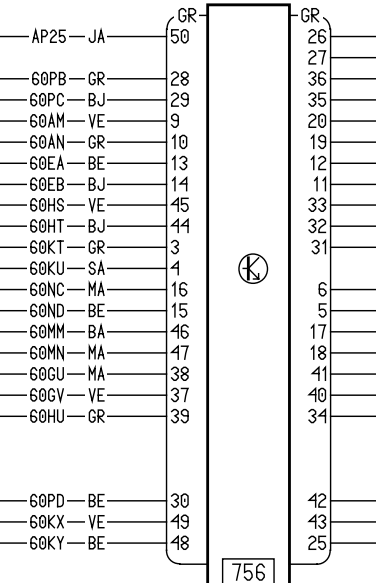 GR GR
AP25 JA 50 26
27
60PB GR 28 36
60PC BJ 29 35
60AM VE 9 20
60AN GR 10 19
60EA BE 13 12
60EB BJ 14 11
60HS VE 45 33
60HT BJ 44 32
60KT GR 3 31
60KU SA 4
60NC MA 16 6
60ND BE 15 5
60MM BA 46 17
60MN MA 47 18
60GU MA 38 41
60GV VE 37 40
60HU GR 39 34
60PD BE 30 42
60KX VE 49 43
60KY BE 48 25
756